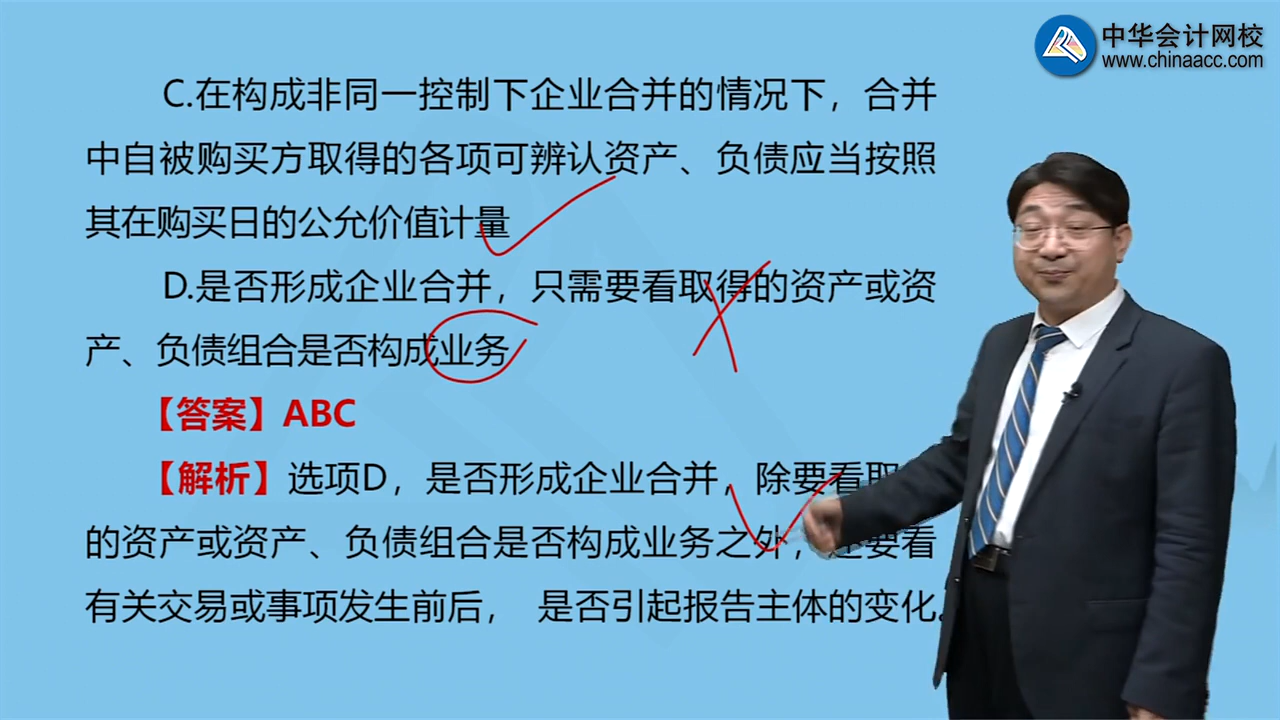 中华会计网校
www.chinaacc.com
C.在构成非同一控制下企业合并的情况下，合并
中自被购买方取得的各项可辨认资产、负债应当按照
其在购买日的公允价值计量
D.是否形成企业合并，只需要看取得的资产或资
产、负债组合是否构成业务
【答案】ABC
【解析】选项D，是否形成企业合并，除要看取
的资产或资产、负债组合是否构成业务之外，还要看
有关交易或事项发生前后， 是否引起报告主体的变化。